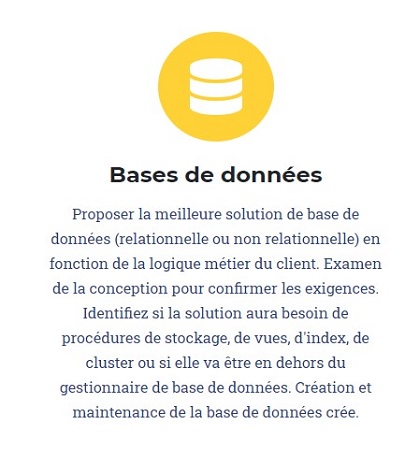 Bases de données
Proposer la meilleure solution de base de
données (relationnelle ou non relationnelle) en
fonction de la logique métier du client. Examen
de la conception pour confirmer les exigences.
Identifiez si la solution aura besoin de
procédures de stockage, de vues, d'index, de
cluster ou si elle va être en dehors du
gestionnaire de base de données. Création et
maintenance de la base de données crée.